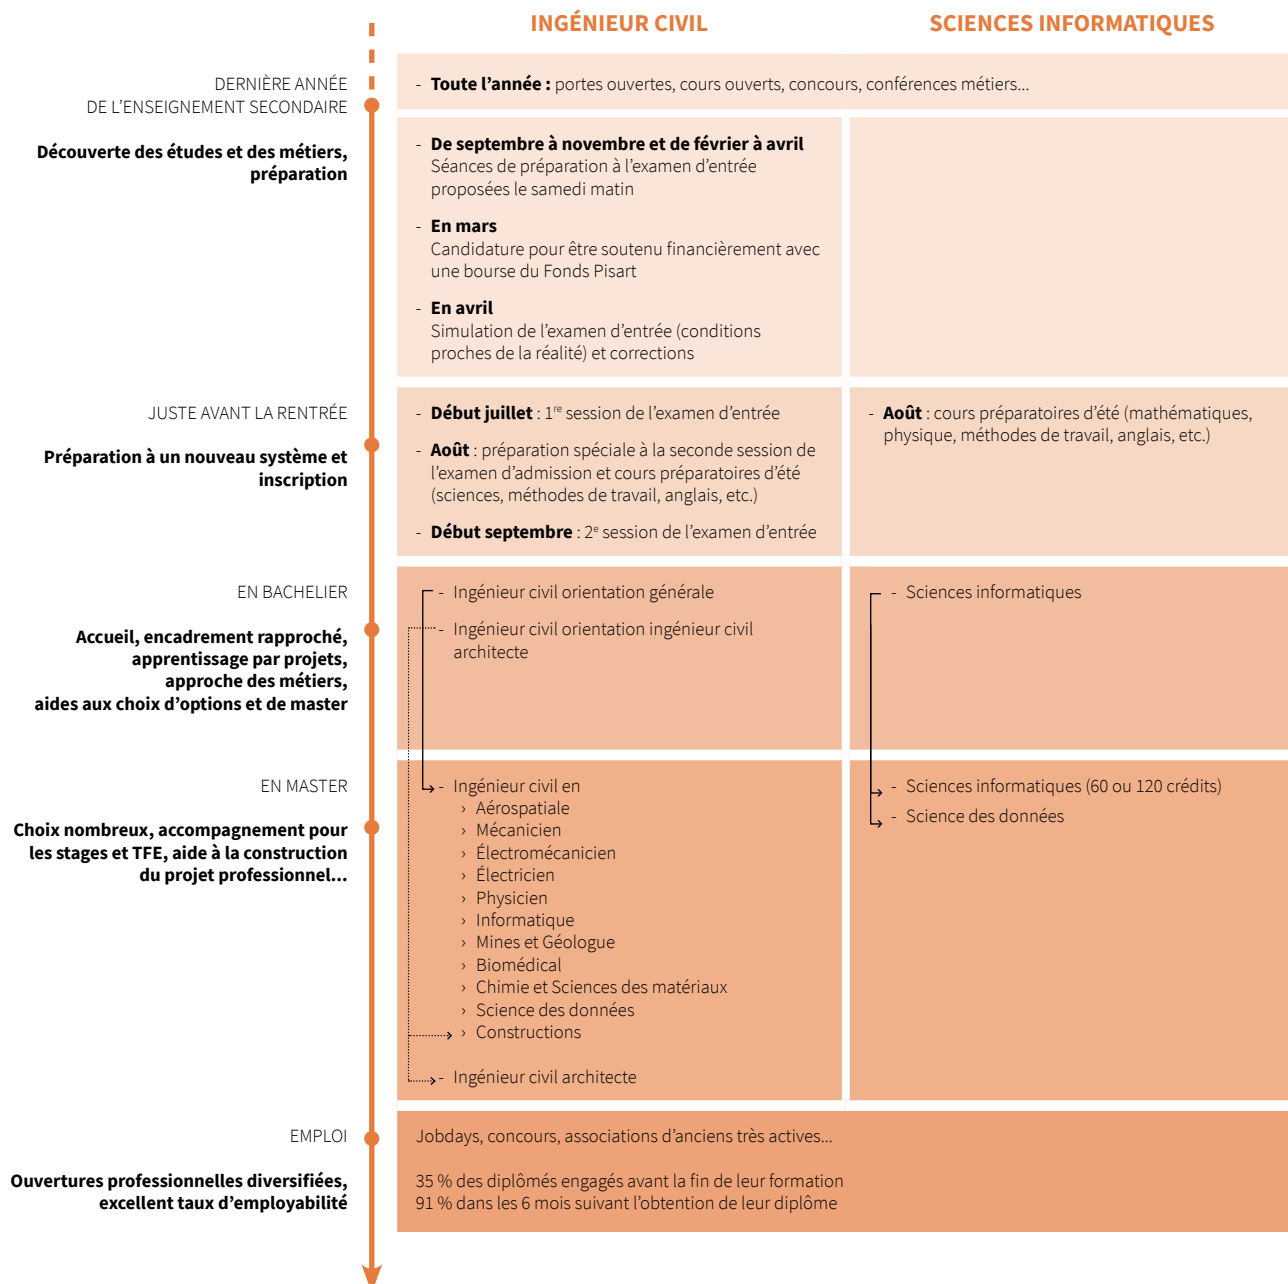 INGÉNIEUR CIVIL
SCIENCES INFORMATIQUES
DERNIÈRE ANNÉE
DE L’ENSEIGNEMENT SECONDAIRE
Découverte des études et des métiers,
préparation
- Toute l’année : portes ouvertes, cours ouverts, concours, conférences métiers...
- De septembre à novembre et de février à avril
Séances de préparation à l’examen d’entrée
proposées le samedi matin
- En mars
Candidature pour être soutenu financièrement avec
une bourse du Fonds Pisart
- En avril
Simulation de l’examen d’entrée (conditions
proches de la réalité) et corrections
JUSTE AVANT LA RENTRÉE
Préparation à un nouveau système et
inscription
- Début juillet : 1re session de l’examen d’entrée
- Août : préparation spéciale à la seconde session de
l’examen d’admission et cours préparatoires d’été
(sciences, méthodes de travail, anglais, etc.)
- Début septembre : 2e session de l’examen d’entrée
- Août : cours préparatoires d’été (mathématiques,
physique, méthodes de travail, anglais, etc.)
EN BACHELIER
Accueil, encadrement rapproché,
apprentissage par projets,
approche des métiers,
aides aux choix d’options et de master
- Ingénieur civil orientation générale
- Ingénieur civil orientation ingénieur civil
architecte
- Sciences informatiques
EN MASTER
Choix nombreux, accompagnement pour
les stages et TFE, aide à la construction
du projet professionnel...
- Ingénieur civil en
› Aérospatiale
› Mécanicien
› Électromécanicien
› Électricien
› Physicien
› Informatique
› Mines et Géologue
› Biomédical
› Chimie et Sciences des matériaux
› Science des données
› Constructions
- Ingénieur civil architecte
- Sciences informatiques (60 ou 120 crédits)
- Science des données
EMPLOI
Ouvertures professionnelles diversifiées,
excellent taux d’employabilité
Jobdays, concours, associations d’anciens très actives...
35 % des diplômés engagés avant la fin de leur formation
91 % dans les 6 mois suivant l’obtention de leur diplôme